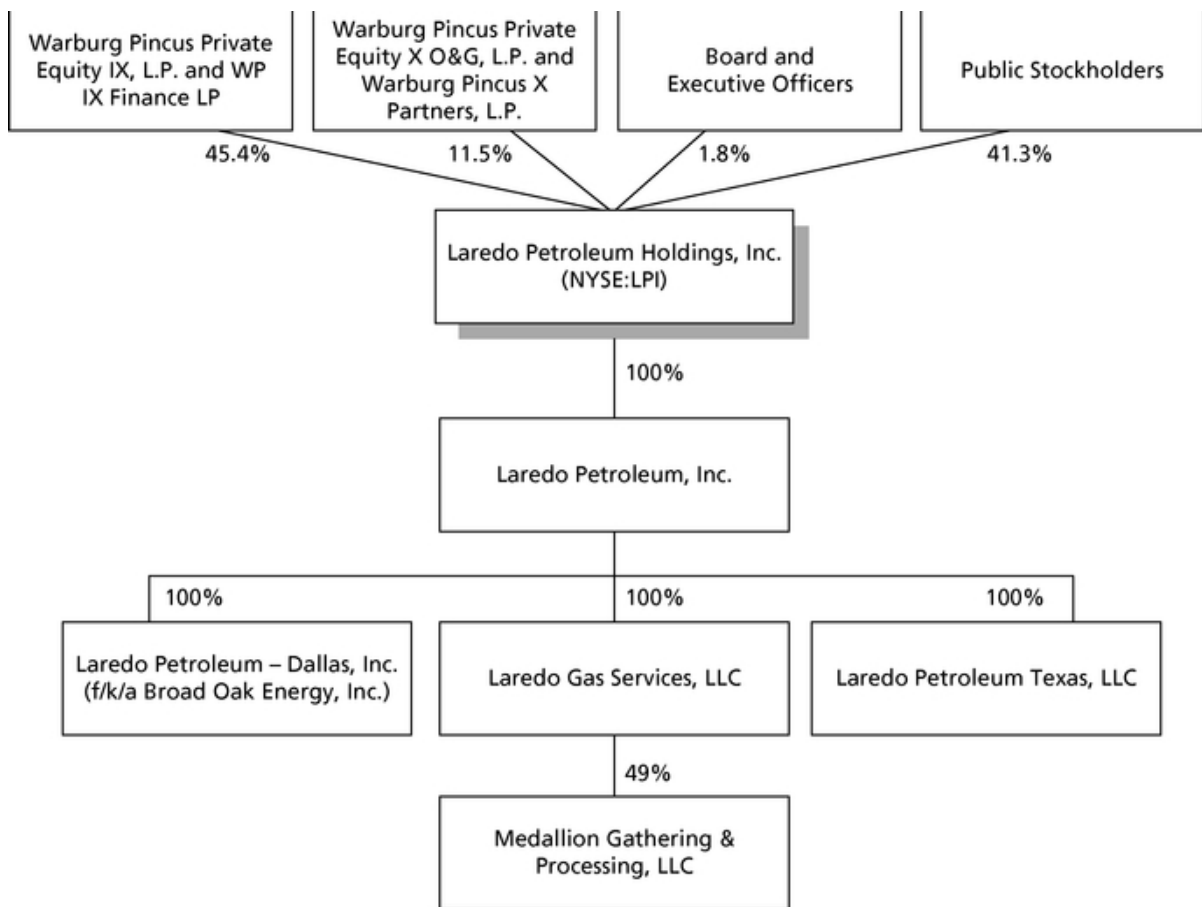 Warburg Pincus Private
Equity IX, L.P. and WP
IX Finance LP
Warburg Pincus Private
Equity X O&G, L.P. and
Warburg Pincus X
Partners, L.P.
Board and
Executive Officers
Public Stockholders
45.4%
11.5%
1.8%
41.3%
Laredo Petroleum Holdings, Inc.
(NYSE:LPI)
100%
Laredo Petroleum, Inc.
100%
100%
100%
Laredo Petroleum – Dallas, Inc.
(f/k/a Broad Oak Energy, Inc.)
Laredo Gas Services, LLC
Laredo Petroleum Texas, LLC
49%
Medallion Gathering &
Processing, LLC